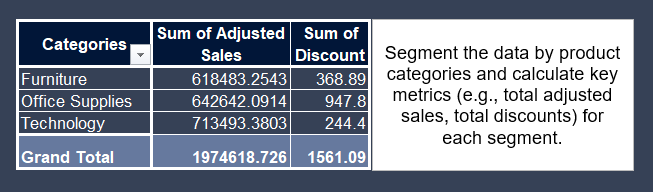 Categories Sum of Adjusted Sales Sum of Discount
Furniture 618483.2543 368.89
Office Supplies 642642.0914 947.8
Technology 713493.3803 244.4
Grand Total 1974618.726 1561.09
Segment the data by product
categories and calculate key
metrics (e.g., total adjusted
sales, total discounts) for
each segment.